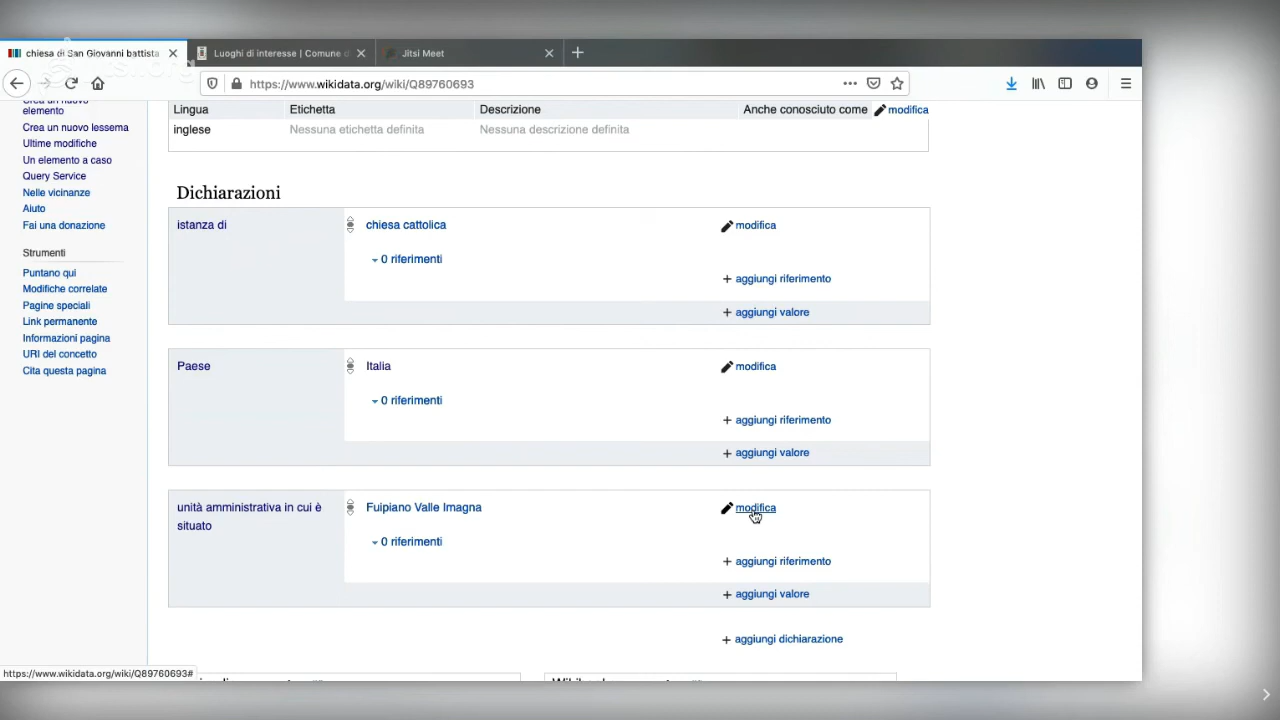 chiesa di San Giovanni battista
Luoghi di interesse | Comune d
Jitsi Meet
https://www.wikidata.org/wiki/Q89760693
Crea un nuovo
elemento
Crea un nuovo lessema
Ultime modifiche
Un elemento a caso
Query Service
Nelle vicinanze
Aiuto
Fai una donazione
Strumenti
Puntano qui
Modifiche correlate
Pagine speciali
Link permanente
Informazioni pagina
URI del concetto
Cita questa pagina
Lingua Etichetta Descrizione Anche conosciuto come modifica
inglese Nessuna etichetta definita Nessuna descrizione definita
Dichiarazioni
istanza di chiesa cattolica modifica
0 riferimenti
+ aggiungi riferimento
+ aggiungi valore
Paese Italia modifica
0 riferimenti
+ aggiungi riferimento
+ aggiungi valore
unità amministrativa in cui è
situato
Fuipiano Valle Imagna modifica
0 riferimenti
+ aggiungi riferimento
+ aggiungi valore
+ aggiungi dichiarazione
https://www.wikidata.org/wiki/Q89760693#